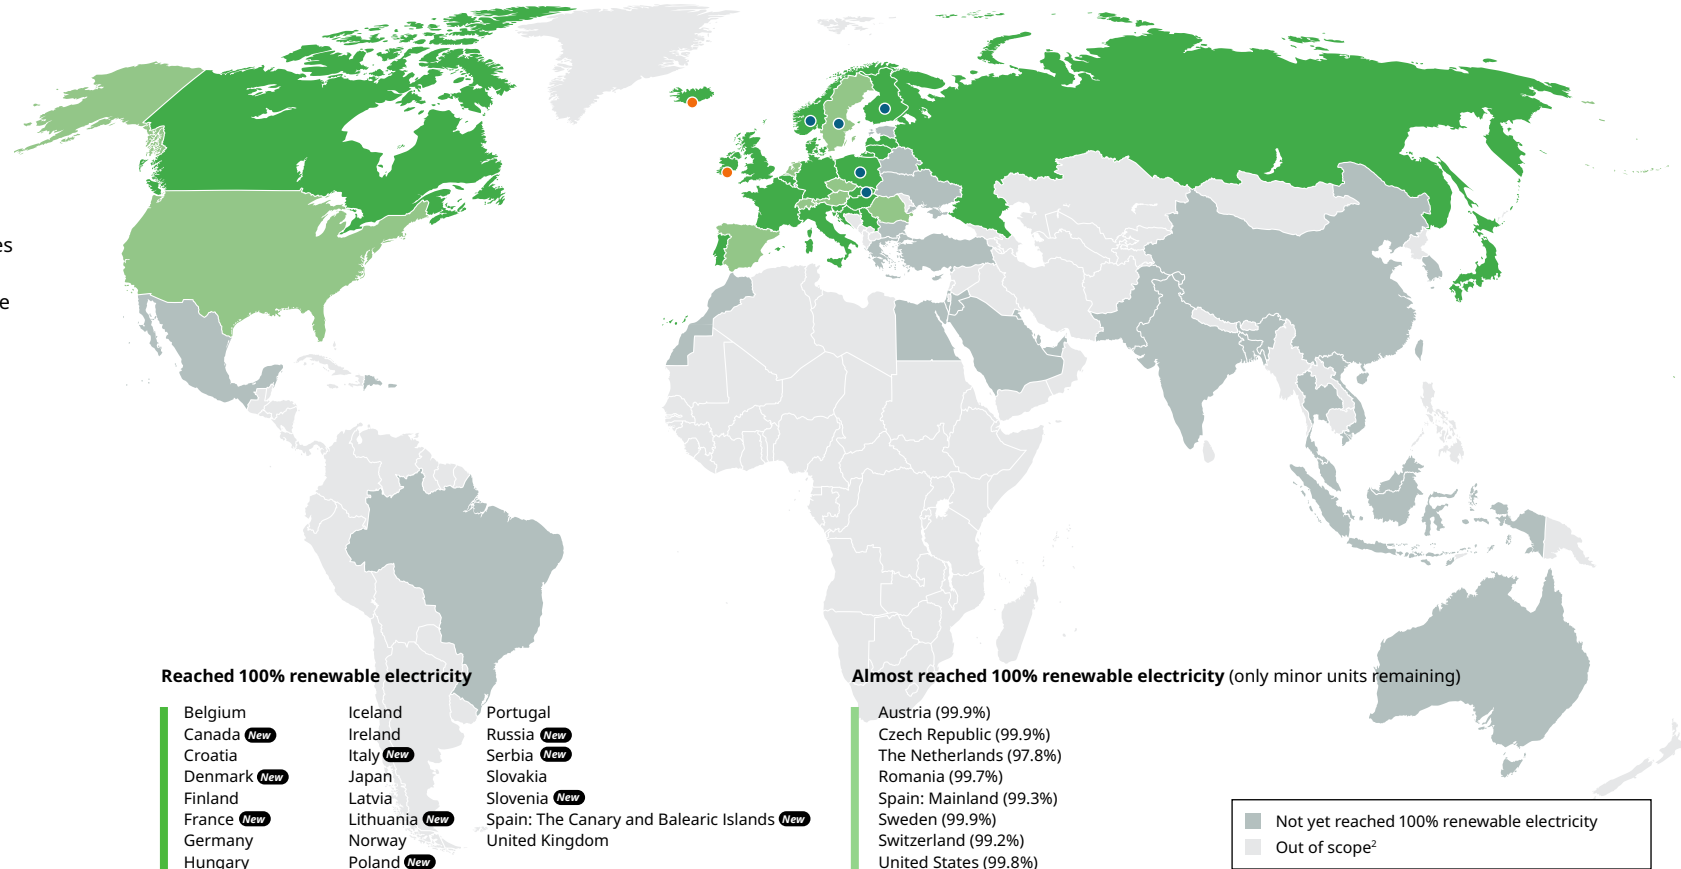 es
e
Reached 100% renewable electricity
Belgium
Canada New
Croatia
Denmark New
Finland
France New
Germany
Hungary
Iceland
Ireland
Italy New
Japan
Latvia
Lithuania New
Norway
Poland New
Portugal
Russia New
Serbia New
Slovakia
Slovenia New
Spain: The Canary and Balearic Islands New
United Kingdom
Almost reached 100% renewable electricity (only minor units remaining)
Austria (99.9%)
Czech Republic (99.9%)
The Netherlands (97.8%)
Romania (99.7%)
Spain: Mainland (99.3%)
Sweden (99.9%)
Switzerland (99.2%)
United States (99.8%)
Not yet reached 100% renewable electricity
Out of scope²